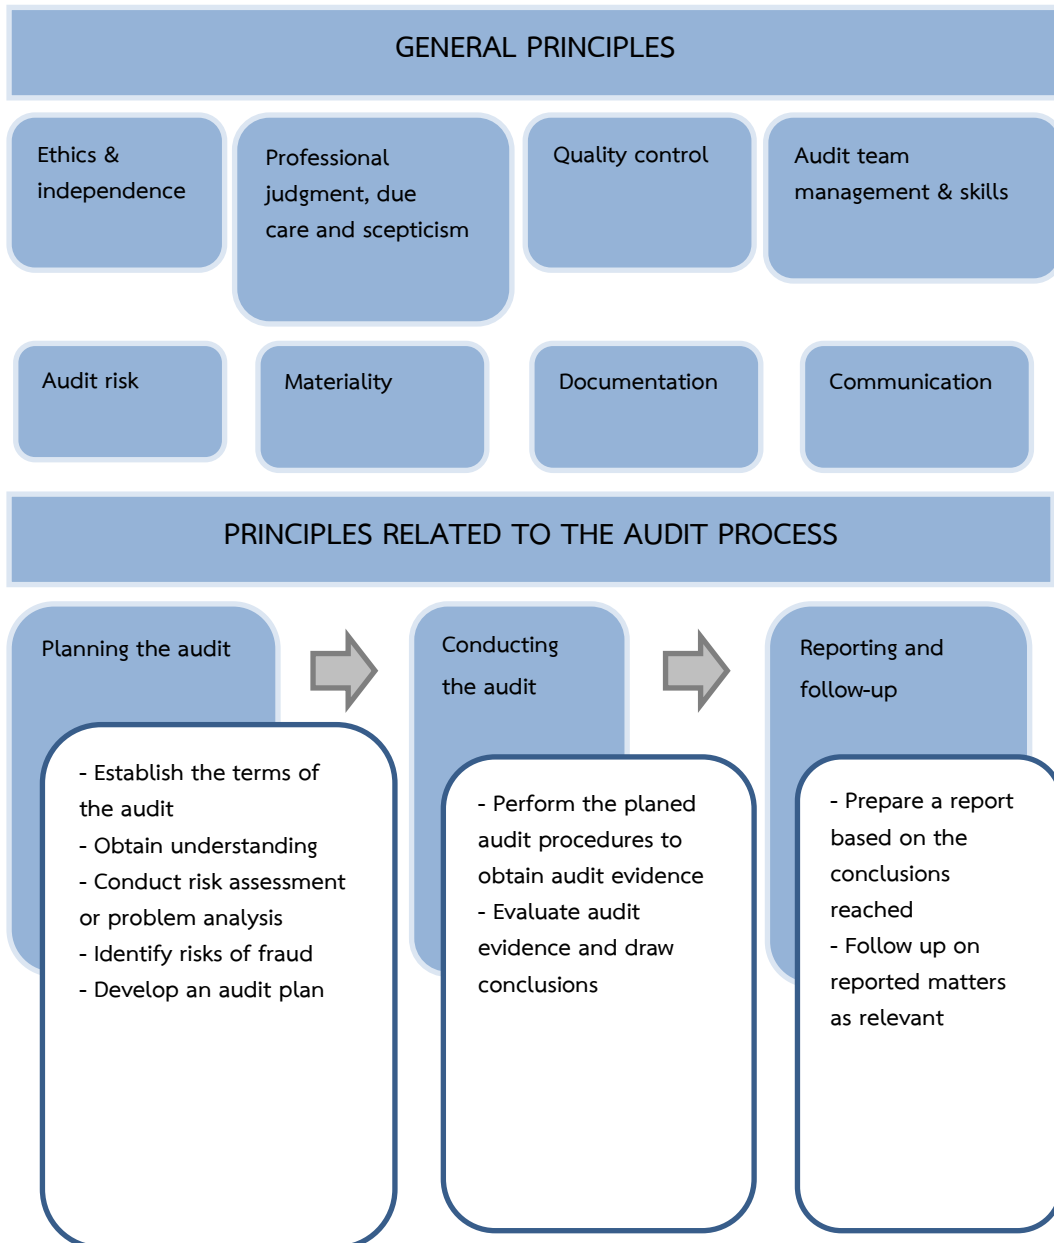 GENERAL PRINCIPLES
Ethics &
independence
Professional
judgment, due
care and scepticism
Quality control
Audit team
management & skills
Audit risk
Materiality
Documentation
Communication
PRINCIPLES RELATED TO THE AUDIT PROCESS
Planning the audit
- Establish the terms of
the audit
- Obtain understanding
- Conduct risk assessment
or problem analysis
- Identify risks of fraud
- Develop an audit plan
Conducting
the audit
- Perform the planed
audit procedures to
obtain audit evidence
- Evaluate audit
evidence and draw
conclusions
Reporting and
follow-up
- Prepare a report
based on the
conclusions
reached
- Follow up on
reported matters
as relevant